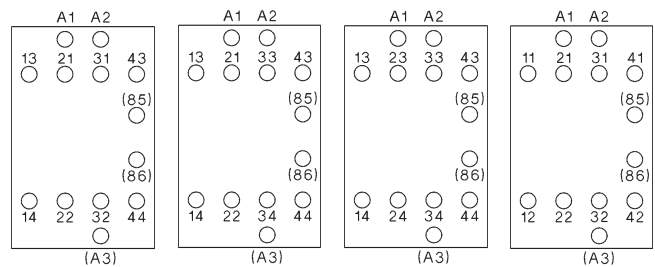 A1 A2 A1 A2 A1 A2 A1 A2
13 21 31 43 13 21 33 43 13 23 33 43 11 21 31 41
(85) (85) (85) (85)
(86) (86) (86) (86)
14 22 32 44 14 22 34 44 14 24 34 44 12 22 32 42
(A3) (A3) (A3) (A3)